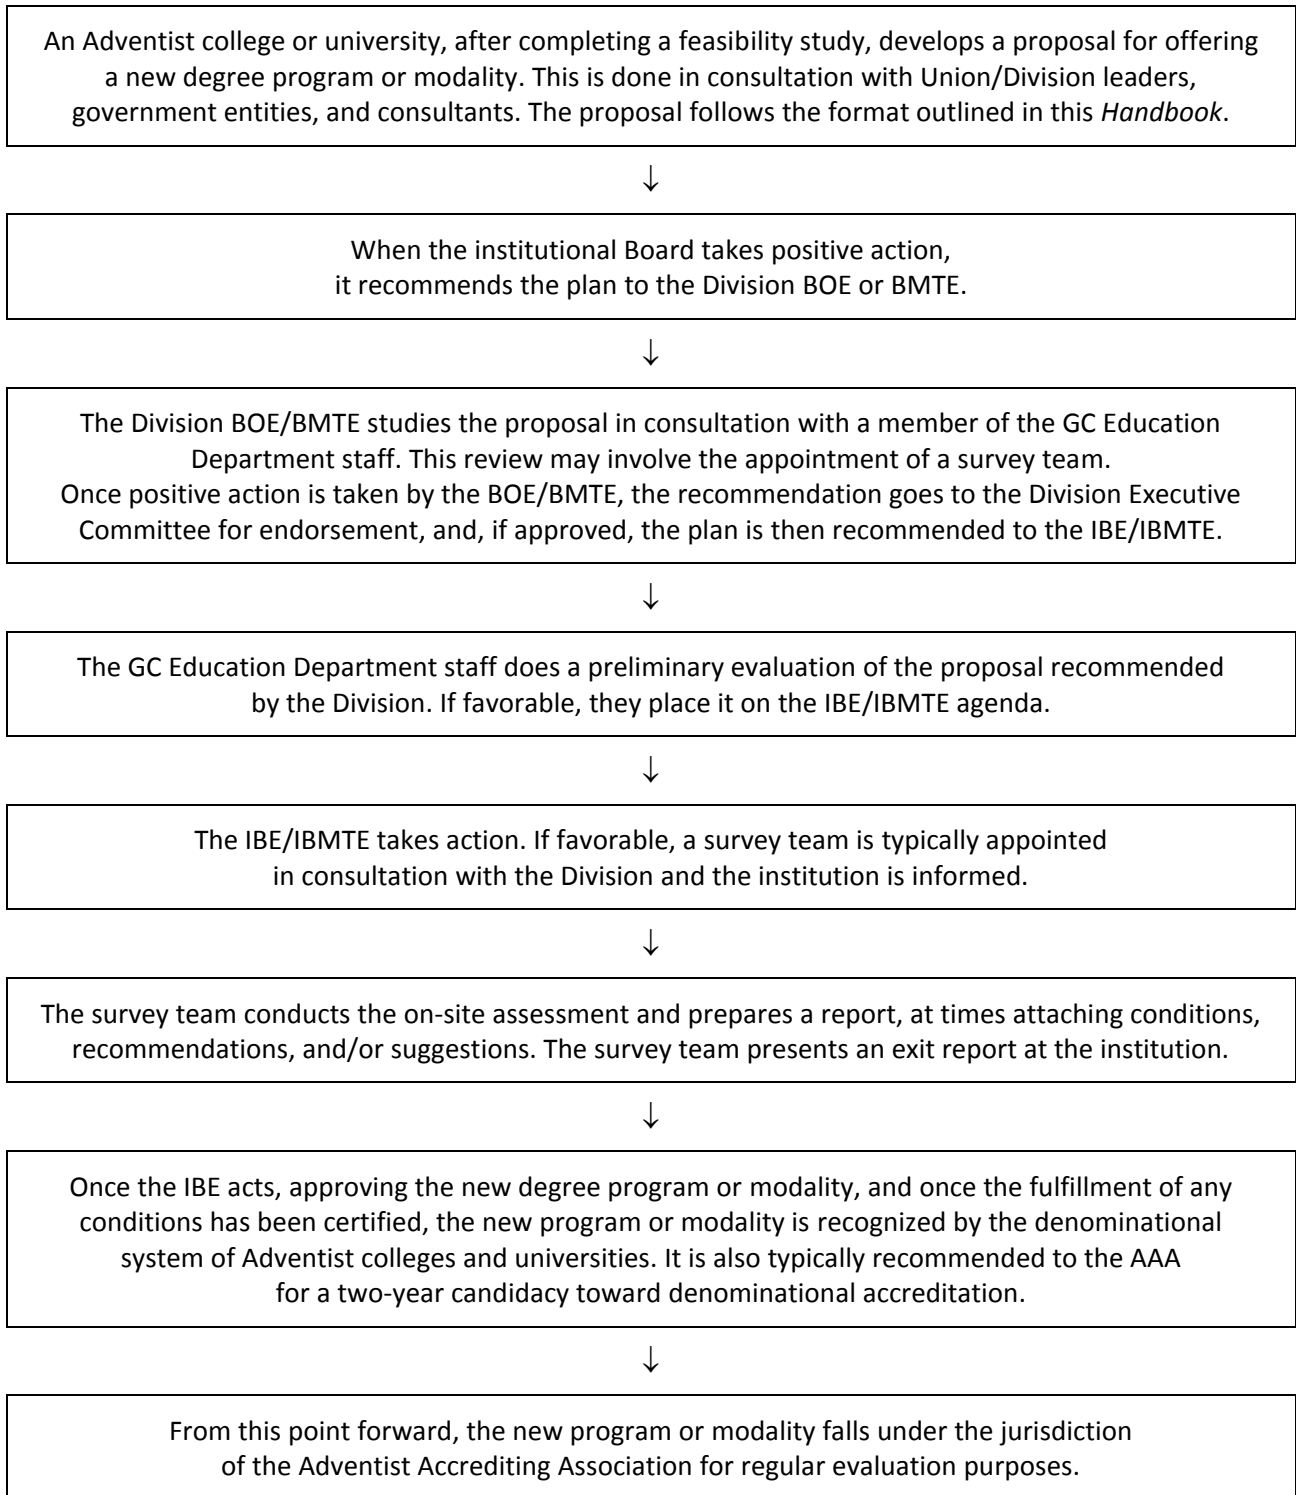 An Adventist college or university, after completing a feasibility study, develops a proposal for offering
a new degree program or modality. This is done in consultation with Union/Division leaders,
government entities, and consultants. The proposal follows the format outlined in this Handbook.
↓
When the institutional Board takes positive action,
it recommends the plan to the Division BOE or BMTE.
↓
The Division BOE/BMTE studies the proposal in consultation with a member of the GC Education
Department staff. This review may involve the appointment of a survey team.
Once positive action is taken by the BOE/BMTE, the recommendation goes to the Division Executive
Committee for endorsement, and, if approved, the plan is then recommended to the IBE/IBMTE.
↓
The GC Education Department staff does a preliminary evaluation of the proposal recommended
by the Division. If favorable, they place it on the IBE/IBMTE agenda.
↓
The IBE/IBMTE takes action. If favorable, a survey team is typically appointed
in consultation with the Division and the institution is informed.
↓
The survey team conducts the on-site assessment and prepares a report, at times attaching conditions,
recommendations, and/or suggestions. The survey team presents an exit report at the institution.
↓
Once the IBE acts, approving the new degree program or modality, and once the fulfillment of any
conditions has been certified, the new program or modality is recognized by the denominational
system of Adventist colleges and universities. It is also typically recommended to the AAA
for a two-year candidacy toward denominational accreditation.
↓
From this point forward, the new program or modality falls under the jurisdiction
of the Adventist Accrediting Association for regular evaluation purposes.